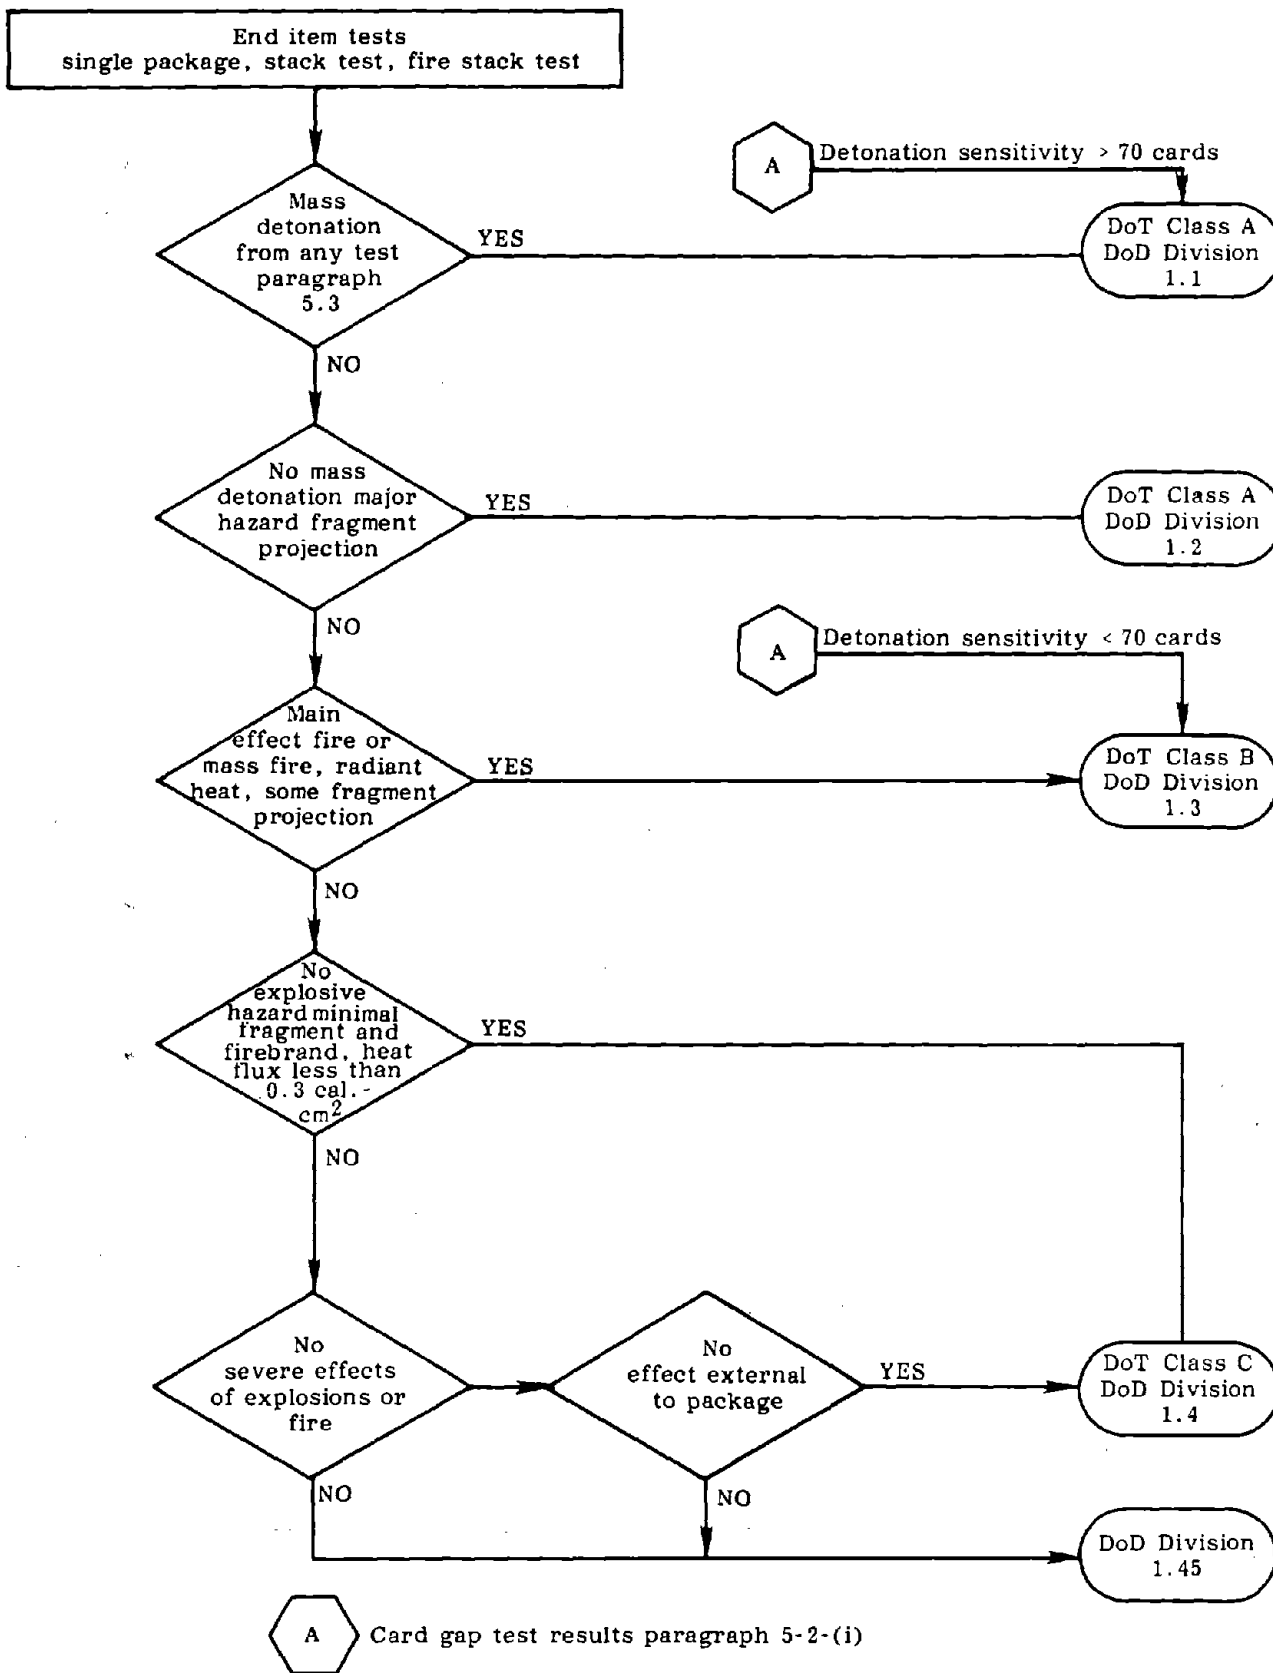 End item tests
single package, stack test, fire stack test
A
Detonation sensitivity > 70 cards
Mass
detonation
from any test
paragraph
5.3
YES
DoT Class A
DoD Division
1.1
NO
No mass
detonation major
hazard fragment
projection
YES
DoT Class A
DoD Division
1.2
NO
A
Detonation sensitivity < 70 cards
Main
effect fire or
mass fire, radiant
heat, some fragment
projection
YES
DoT Class B
DoD Division
1.3
NO
No
explosive
hazard minimal
fragment and
firebrand, heat
flux less than
0.3 cal.-
cm²
YES
NO
No
severe effects
of explosions or
fire
No
effect external
to package
YES
DoT Class C
DoD Division
1.4
NO
NO
DoD Division
1.45
A
Card gap test results paragraph 5-2-(i)